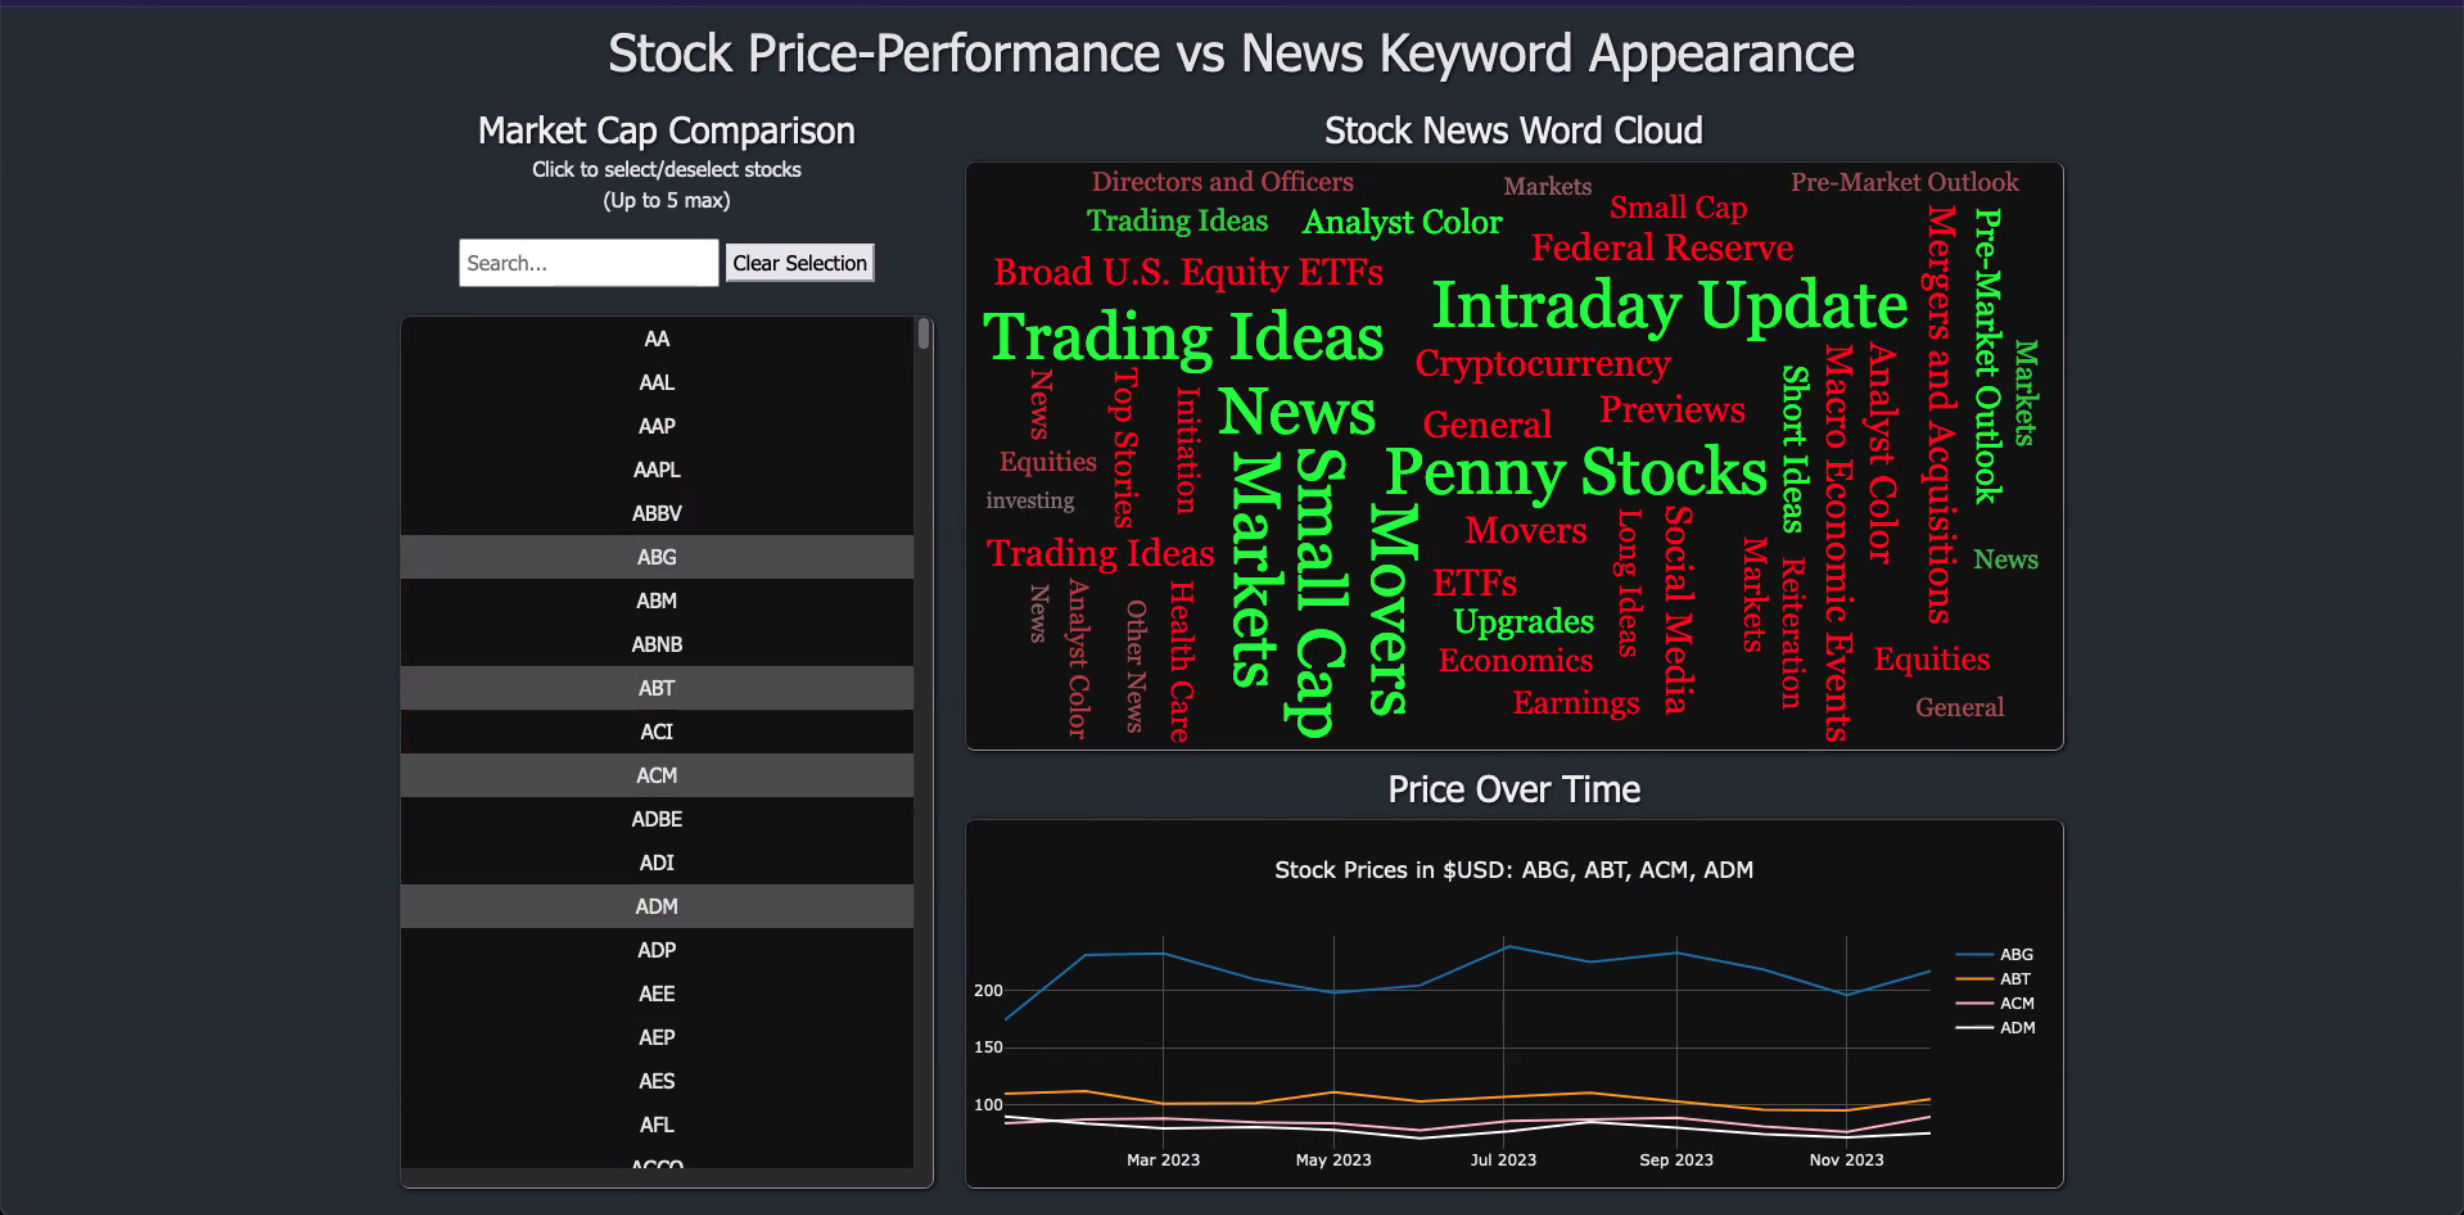 Stock Price-Performance vs News Keyword Appearance
Market Cap Comparison
Click to select/deselect stocks
(Up to 5 max)
Search...
Clear Selection
AA
AAL
AAP
AAPL
ABBV
ABG
ABM
ABNB
ABT
ACI
ACM
ADBE
ADI
ADM
ADP
AEE
AEP
AES
AFL
Stock News Word Cloud
Directors and Officers
Markets
Pre-Market Outlook
Trading Ideas
Analyst Color
Small Cap
Federal Reserve
Broad U.S. Equity ETFs
Intraday Update
Trading Ideas
Mergers and Acquisitions
Pre-Market Outlook
Markets
Cryptocurrency
News
Top Stories
Initiation
News
General
Previews
Short Ideas
Macro Economic Events
Analyst Color
Equities
investing
Markets
Small Cap
Penny Stocks
Movers
Movers
Long Ideas
Social Media
Markets
Reiteration
News
Trading Ideas
ETFs
News
Analyst Color
Other News
Health Care
Upgrades
Economics
Equities
Earnings
General
Price Over Time
Stock Prices in $USD: ABG, ABT, ACM, ADM
200
150
100
Mar 2023
May 2023
Jul 2023
Sep 2023
Nov 2023
ABG
ABT
ACM
ADM